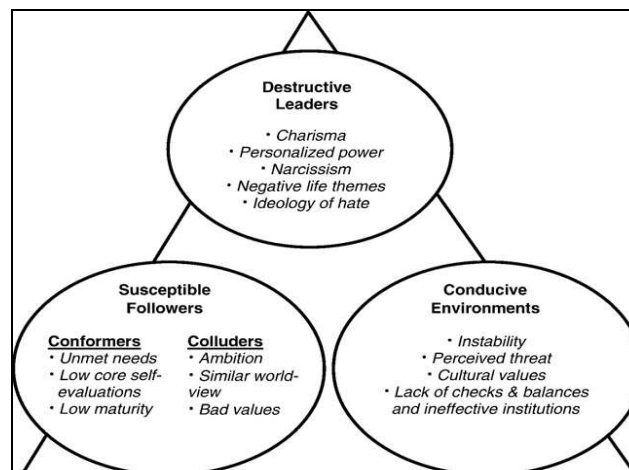 Destructive
Leaders
• Charisma
• Personalized power
• Narcissism
• Negative life themes
• Ideology of hate
Susceptible
Followers
Conformers
• Unmet needs
• Low core self-
evaluations
• Low maturity
Colluders
• Ambition
• Similar world-
view
• Bad values
Conducive
Environments
• Instability
• Perceived threat
• Cultural values
• Lack of checks & balances
and ineffective institutions